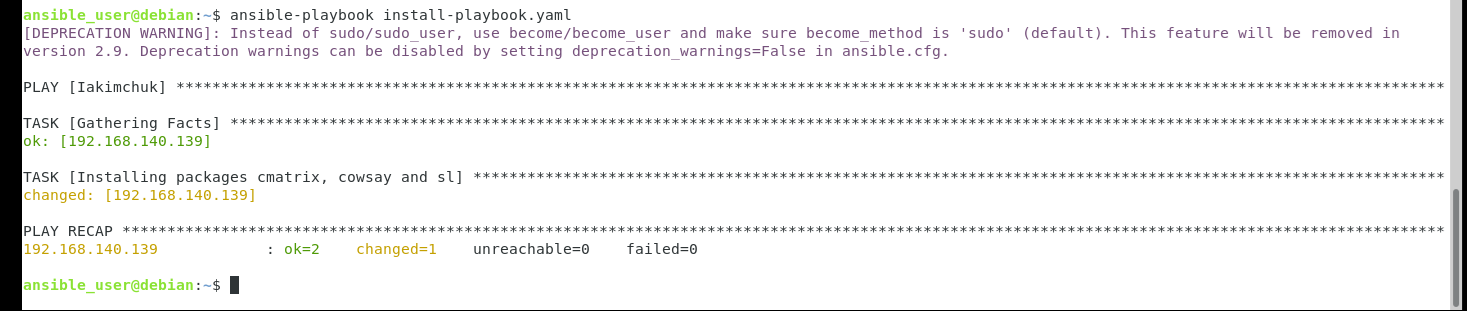 ansible_user@debian:~$ ansible-playbook install-playbook.yaml
[DEPRECATION WARNING]: Instead of sudo/sudo_user, use become/become_user and make sure become_method is 'sudo' (default). This feature will be removed in
version 2.9. Deprecation warnings can be disabled by setting deprecation_warnings=False in ansible.cfg.
PLAY [Iakimchuk] *********************************************************************************************************************************************
TASK [Gathering Facts] ***************************************************************************************************************************************
ok: [192.168.140.139]
TASK [Installing packages cmatrix, cowsay and sl] ************************************************************************************************************
changed: [192.168.140.139]
PLAY RECAP ***************************************************************************************************************************************************
192.168.140.139            : ok=2    changed=1    unreachable=0    failed=0
ansible_user@debian:~$